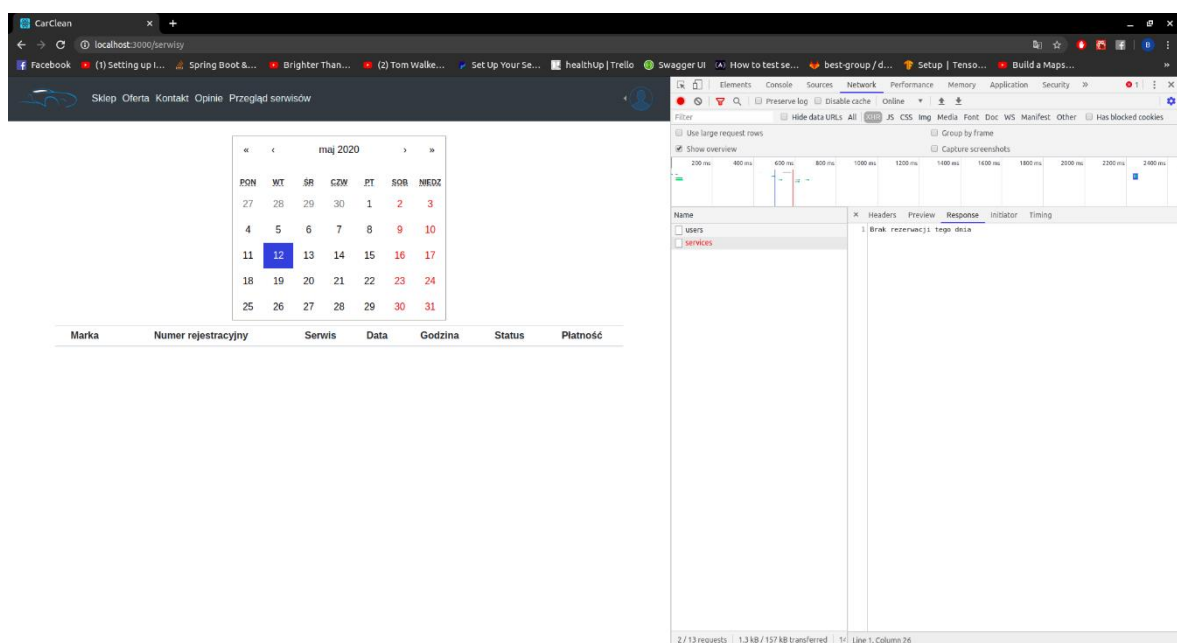 CarClean × +
localhost:3000/serwisy
Facebook (1) Setting up I... Spring Boot &... Brighter Than... (2) Tom Walke... Set Up Your Se... healthUp | Trello Swagger UI How to test se... best-group / d... Setup | Tenso... Build a Maps... »
Sklep Oferta Kontakt Opinie Przegląd serwisów
« ‹ maj 2020 › »
PON WT ŚR CZW PT SOB NIEDZ
27 28 29 30 1 2 3
4 5 6 7 8 9 10
11 12 13 14 15 16 17
18 19 20 21 22 23 24
25 26 27 28 29 30 31
Marka Numer rejestracyjny Serwis Data Godzina Status Płatność
Elements Console Sources Network Performance Memory Application Security » 1
Preserve log Disable cache Online
Filter Hide data URLs All XHR JS CSS Img Media Font Doc WS Manifest Other Has blocked cookies
Use large request rows Group by frame
Show overview Capture screenshots
200 ms 400 ms 600 ms 800 ms 1000 ms 1200 ms 1400 ms 1600 ms 1800 ms 2000 ms 2200 ms 2400 ms
Name × Headers Preview Response Initiator Timing
users 1 Brak rezerwacji tego dnia
services
2 / 13 requests 1.3 kB / 157 kB transferred Line 1, Column 26